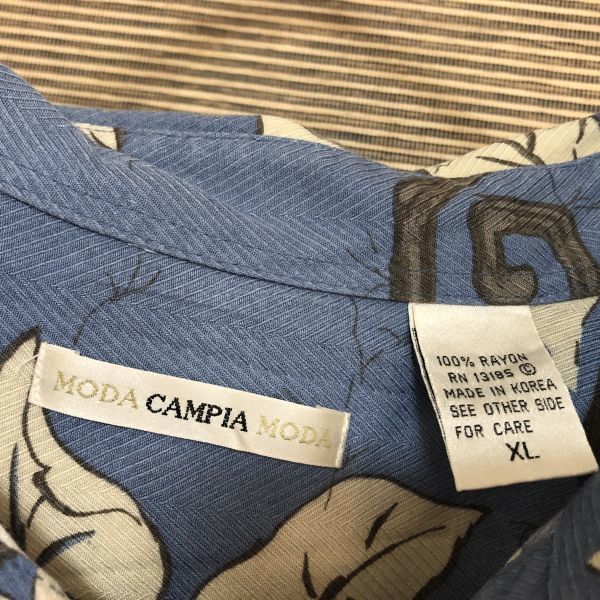 MODA CAMPIA MODA
100% RAYON
RN 13195 ©
MADE IN KOREA
SEE OTHER SIDE
FOR CARE
XL